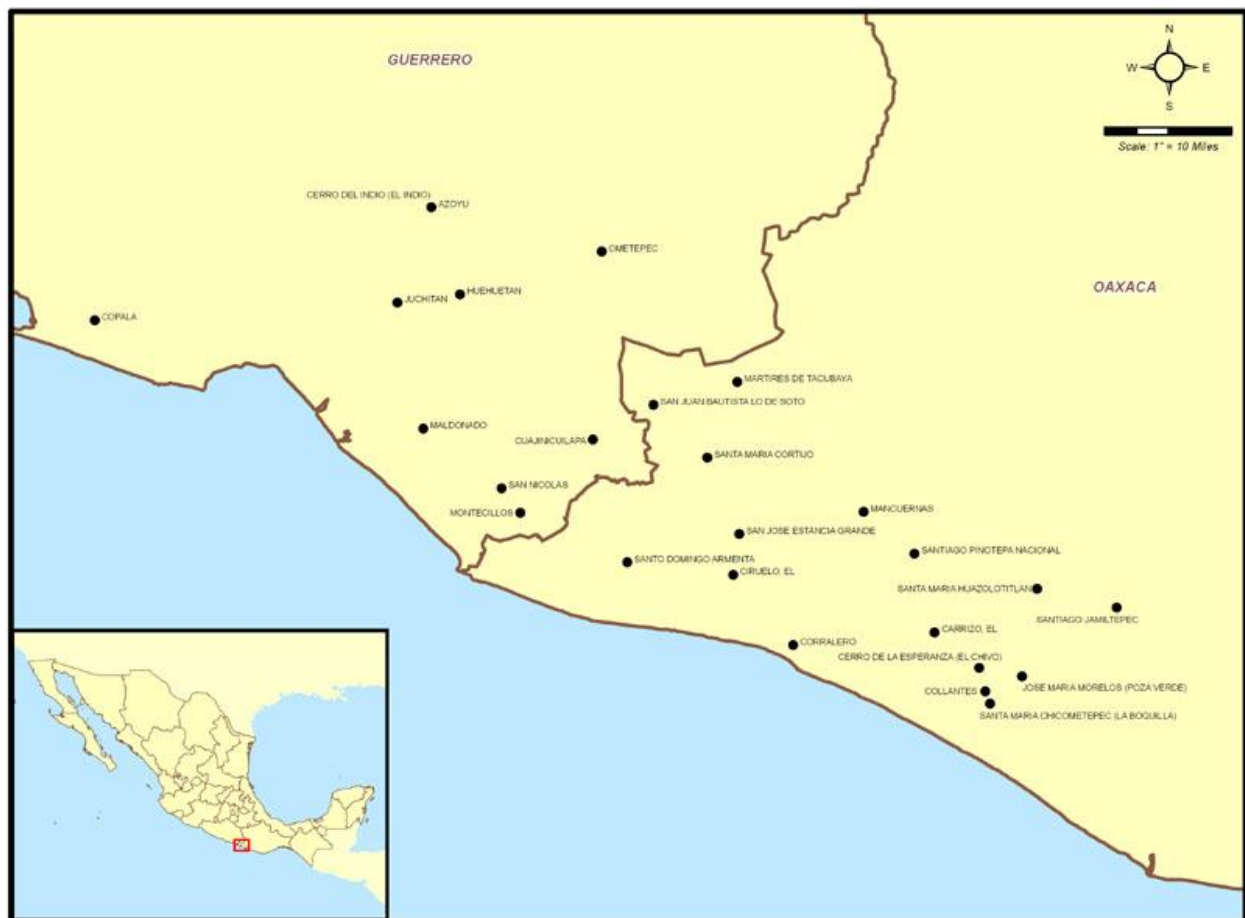 GUERRERO
N
W E
S
Scale: 1" = 10 Miles
CERRO DEL INDIO (EL INDIO)
AZOYU
OMETEPEC
OAXACA
HUEHUETAN
JUCHITAN
COPALA
MARTIRES DE TACUBAYA
SAN JUAN BAUTISTA LO DE SOTO
MALDONADO
CUAJINICUILAPA
SANTA MARIA CORTIJO
SAN NICOLAS
MONTECILLOS
MANCUERNAS
SAN JOSE ESTANCIA GRANDE
SANTIAGO PINOTEPA NACIONAL
SANTO DOMINGO ARMENTA
CIRUELO, EL
SANTA MARIA HUAZOLOTITLAN
SANTIAGO JAMILTEPEC
CARRIZO, EL
CORRALERO
CERRO DE LA ESPERANZA (EL CHIVO)
JOSE MARIA MORELOS (POZA VERDE)
COLLANTES
SANTA MARIA CHICOMETEPEC (LA BOQUILLA)